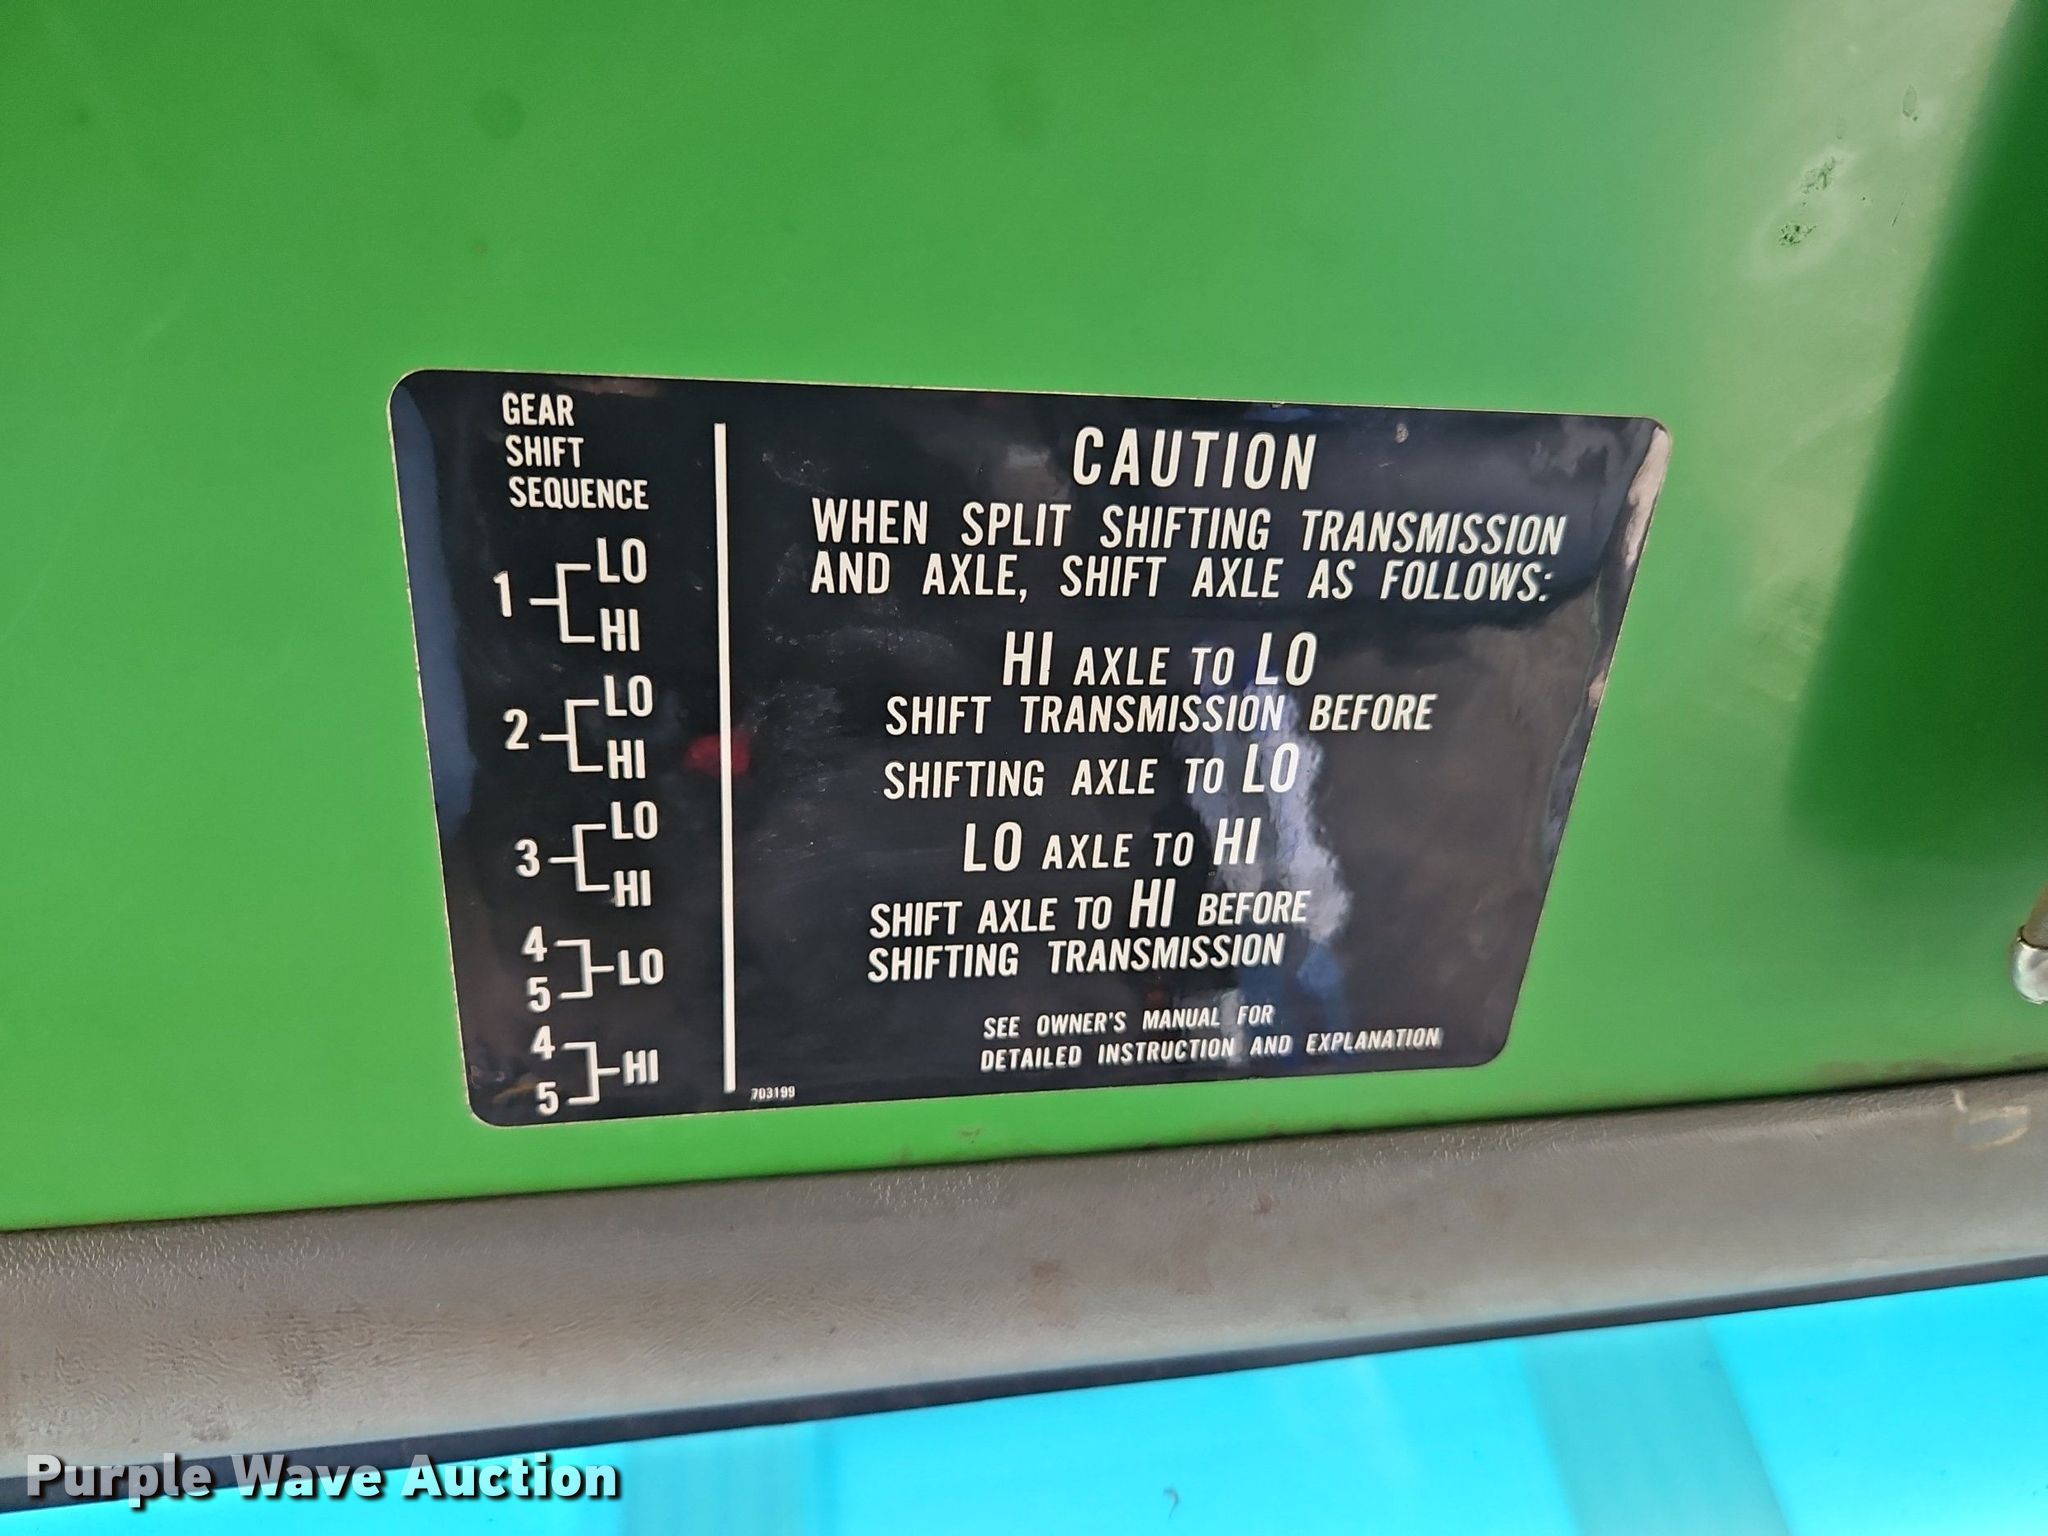 GEAR
SHIFT
SEQUENCE
1 LO
HI
2 LO
HI
3 LO
HI
4
5 LO
4
5 HI
CAUTION
WHEN SPLIT SHIFTING TRANSMISSION
AND AXLE, SHIFT AXLE AS FOLLOWS:
HI AXLE TO LO
SHIFT TRANSMISSION BEFORE
SHIFTING AXLE TO LO
LO AXLE TO HI
SHIFT AXLE TO HI BEFORE
SHIFTING TRANSMISSION
SEE OWNER'S MANUAL FOR
DETAILED INSTRUCTION AND EXPLANATION
703199
Purple Wave Auction